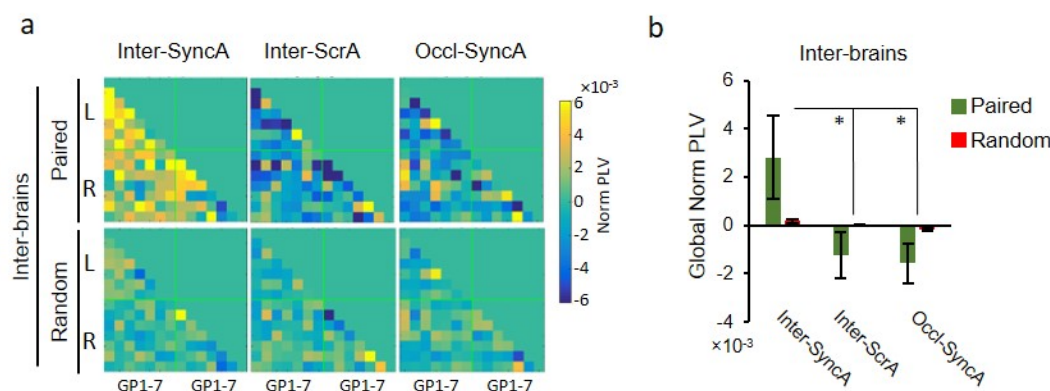 a
Inter-SyncA Inter-ScrA Occl-SyncA
Inter-brains
Paired
L
R
Random
L
R
GP1-7 GP1-7 GP1-7 GP1-7 GP1-7 GP1-7
×10-3
6
4
2
0
-2
-4
-6
Norm PLV
b
Inter-brains
Global Norm PLV
6
4
2
0
-2
-4
×10-3
* *
Paired
Random
Inter-SyncA
Inter-ScrA
Occl-SyncA